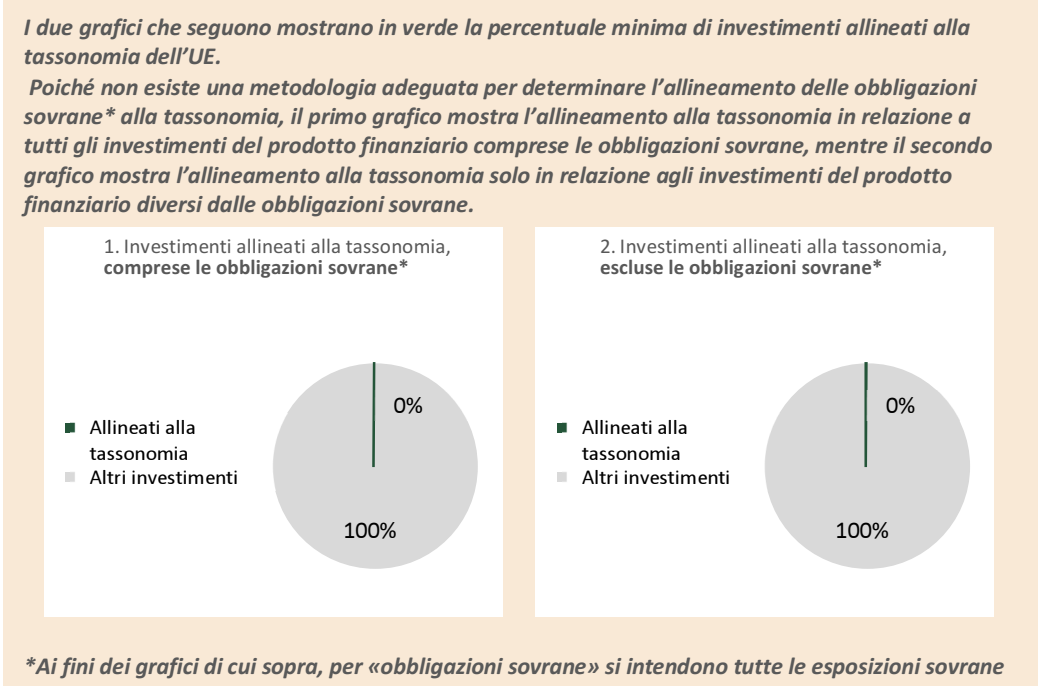 I due grafici che seguono mostrano in verde la percentuale minima di investimenti allineati alla
tassonomia dell’UE.
Poiché non esiste una metodologia adeguata per determinare l’allineamento delle obbligazioni
sovrane* alla tassonomia, il primo grafico mostra l’allineamento alla tassonomia in relazione a
tutti gli investimenti del prodotto finanziario comprese le obbligazioni sovrane, mentre il secondo
grafico mostra l’allineamento alla tassonomia solo in relazione agli investimenti del prodotto
finanziario diversi dalle obbligazioni sovrane.
1. Investimenti allineati alla tassonomia,
comprese le obbligazioni sovrane*
0%
Allineati alla
tassonomia
Altri investimenti
100%
2. Investimenti allineati alla tassonomia,
escluse le obbligazioni sovrane*
0%
Allineati alla
tassonomia
Altri investimenti
100%
*Ai fini dei grafici di cui sopra, per «obbligazioni sovrane» si intendono tutte le esposizioni sovrane